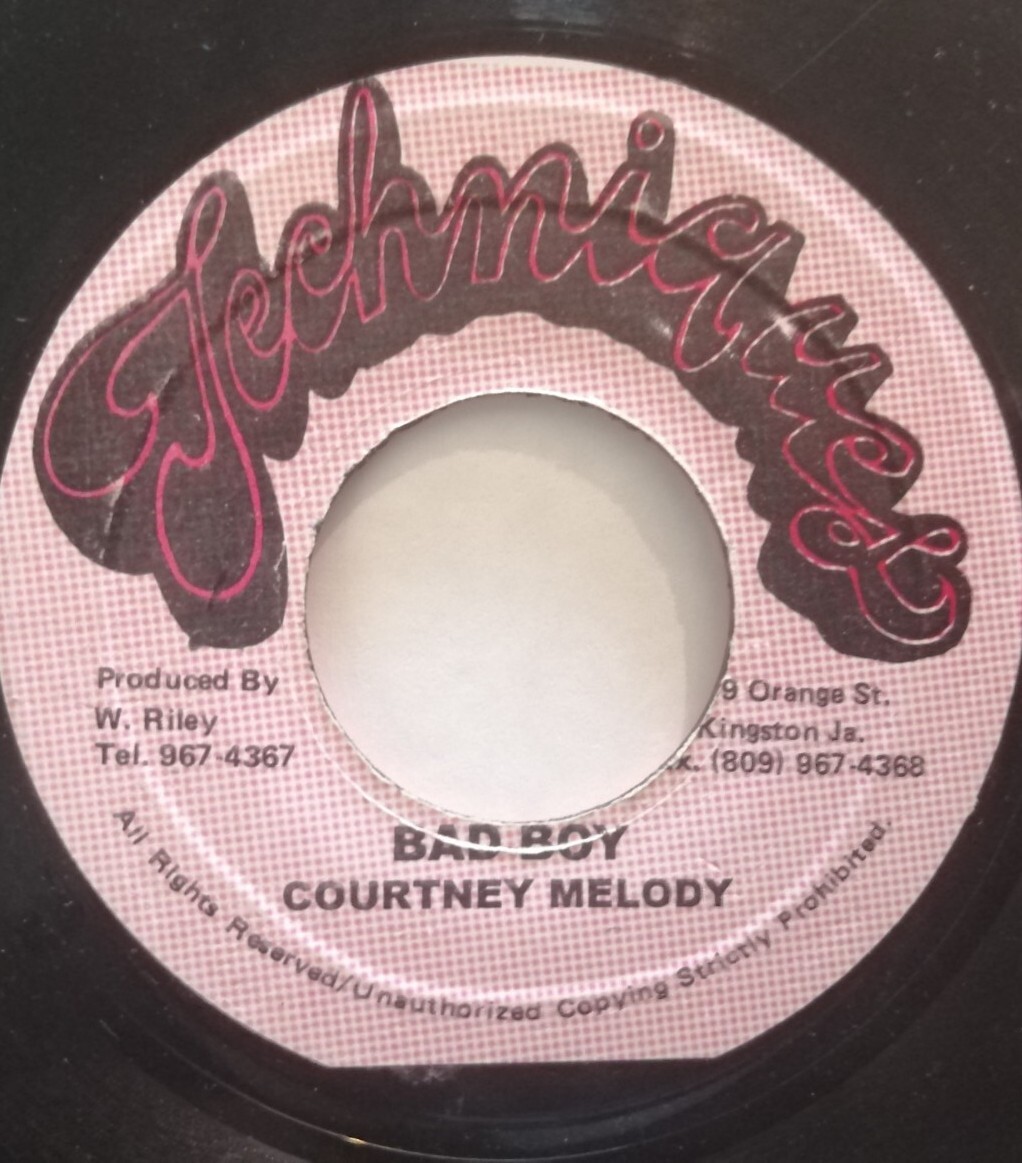 Techniques
Produced By
W. Riley
Tel. 967-4367
9 Orange St.
Kingston Ja.
(809) 967-4368
BAD BOY
COURTNEY MELODY
All Rights Reserved/Unauthorized Copying Strictly Prohibited.